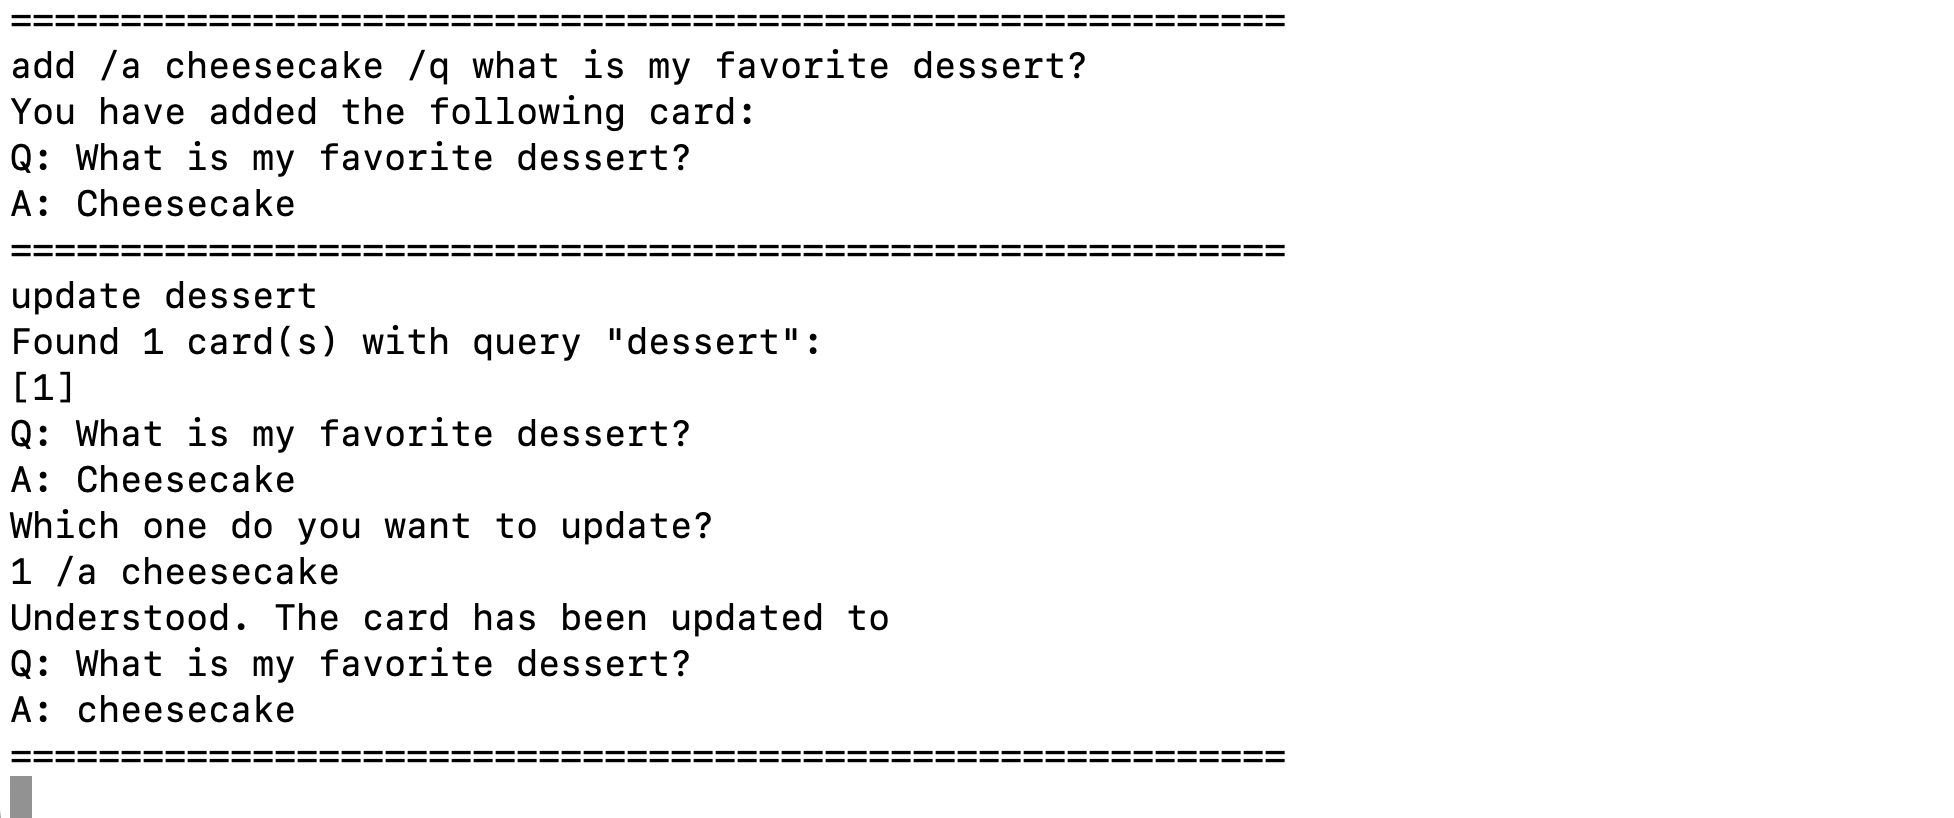 ==========================================================
add /a cheesecake /q what is my favorite dessert?
You have added the following card:
Q: What is my favorite dessert?
A: Cheesecake
==========================================================
update dessert
Found 1 card(s) with query "dessert":
[1]
Q: What is my favorite dessert?
A: Cheesecake
Which one do you want to update?
1 /a cheesecake
Understood. The card has been updated to
Q: What is my favorite dessert?
A: cheesecake
==========================================================